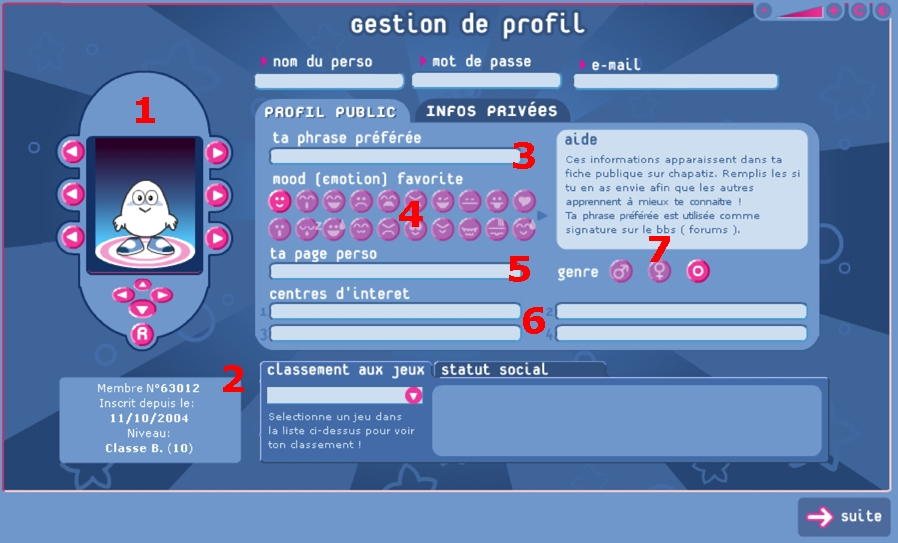 gestion de profil
nom du perso
mot de passe
e-mail
1
PROFIL PUBLIC
INFOS PRIVÉES
ta phrase préférée
3
mood (εmotion) favorite
4
ta page perso
5
centres d'interet
1
2
3
4
6
aide
Ces informations apparaissent dans ta
fiche publique sur chapatiz. Remplis les si
tu en as envie afin que les autres
apprennent à mieux te connaitre !
Ta phrase préférée est utilisée comme
signature sur le bbs ( forums ).
7
genre
R
2
Membre N°63012
Inscrit depuis le:
11/10/2004
Niveau:
Classe B. (10)
classement aux jeux
statut social
Selectionne un jeu dans
la liste ci-dessus pour voir
ton classement !
suite